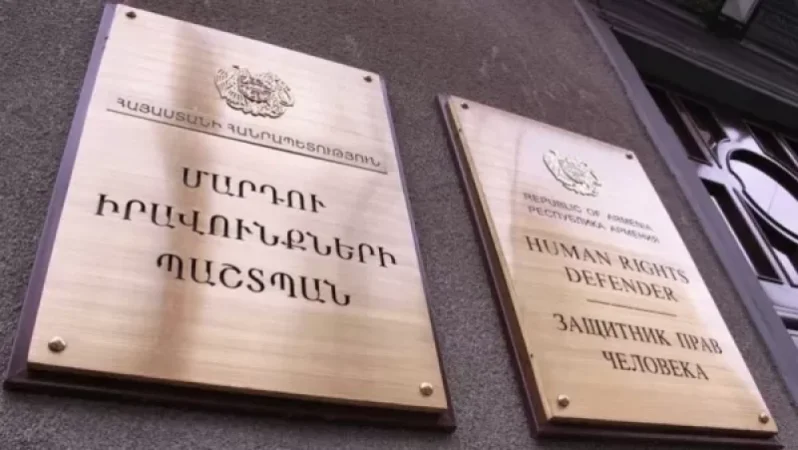 ՀԱՅԱՍՏԱՆԻ ՀԱՆՐԱՊԵՏՈՒԹՅՈՒՆ
ՄԱՐԴՈՒ
ԻՐԱՎՈՒՆՔՆԵՐԻ
ՊԱՇՏՊԱՆ
REPUBLIC OF ARMENIA
РЕСПУБЛИКА АРМЕНИЯ
HUMAN RIGHTS
DEFENDER
ЗАЩИТНИК ПРАВ
ЧЕЛОВЕКА